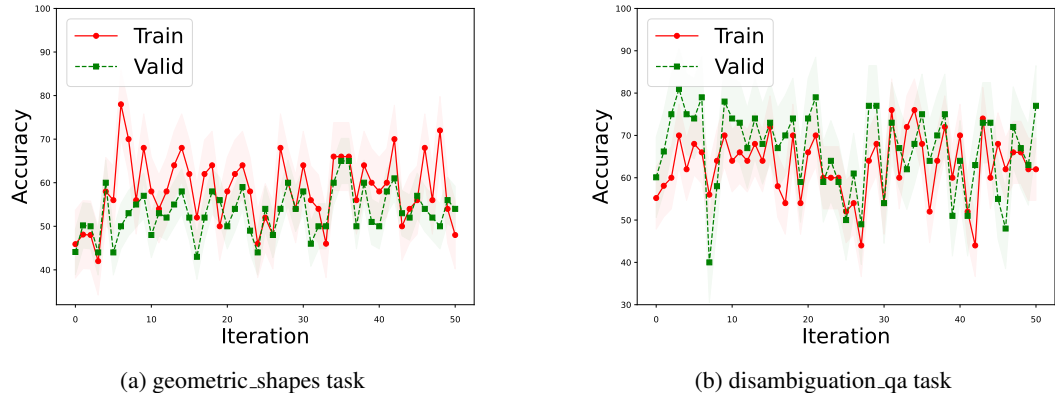 100
90
80
70
60
50
40
Accuracy
Train
Valid
0 10 20 30 40 50
Iteration
(a) geometric_shapes task
100
90
80
70
60
50
40
30
Accuracy
Train
Valid
0 10 20 30 40 50
Iteration
(b) disambiguation_qa task